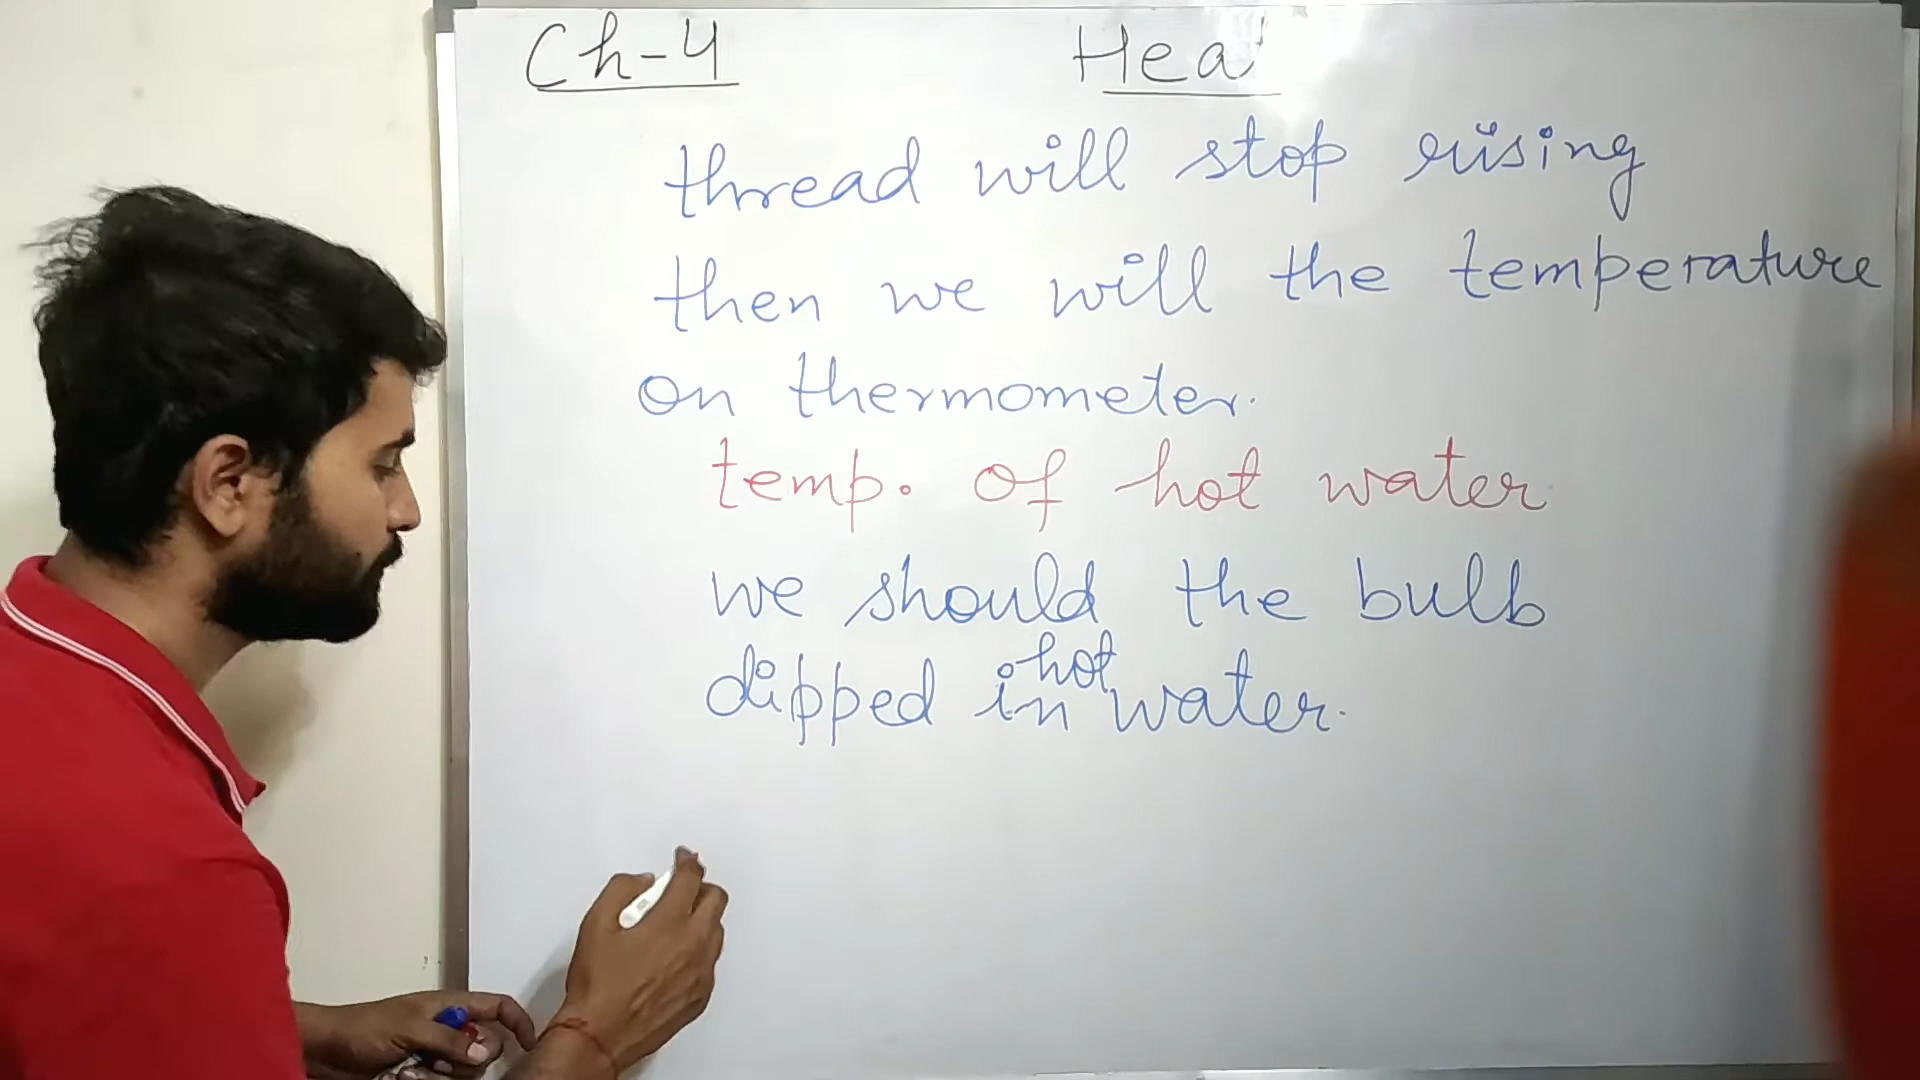 Ch-4 Hea
thread will stop rising
then we will the temperature
on thermometer.
temp. of hot water
we should the bulb
dipped in hot water.